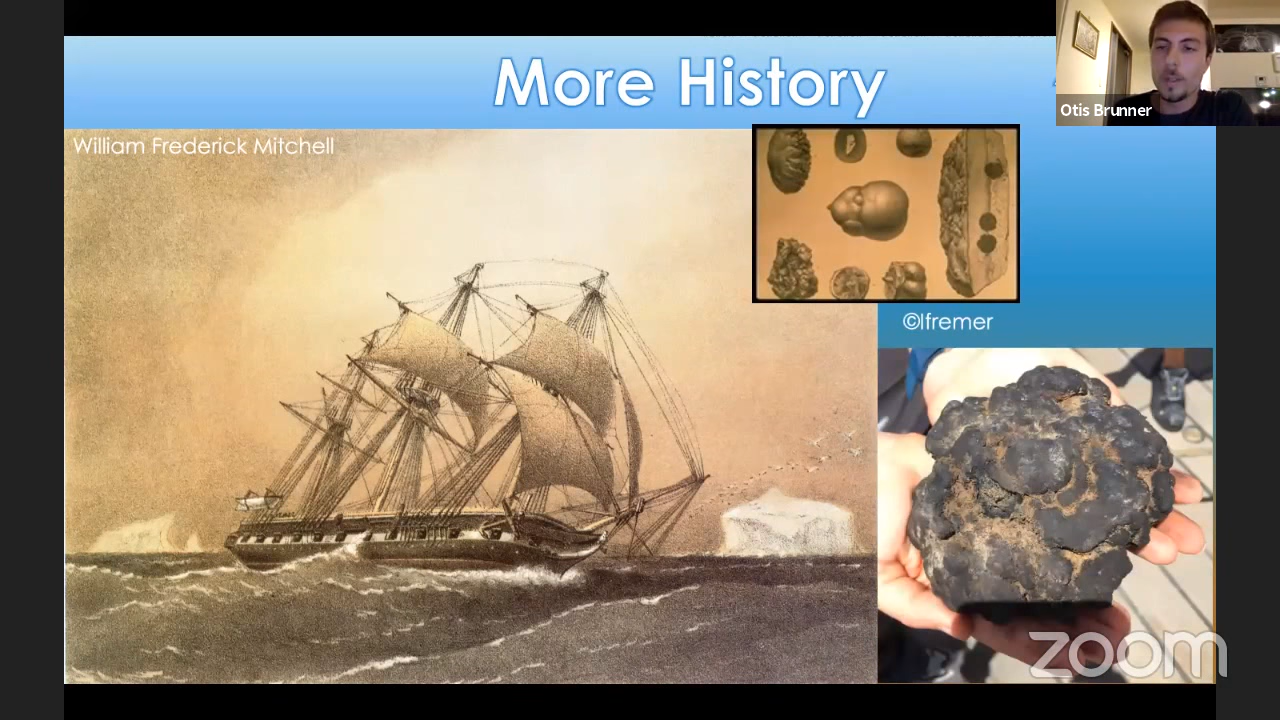 More History
Otis Brunner
William Frederick Mitchell
©Ifremer
zoom